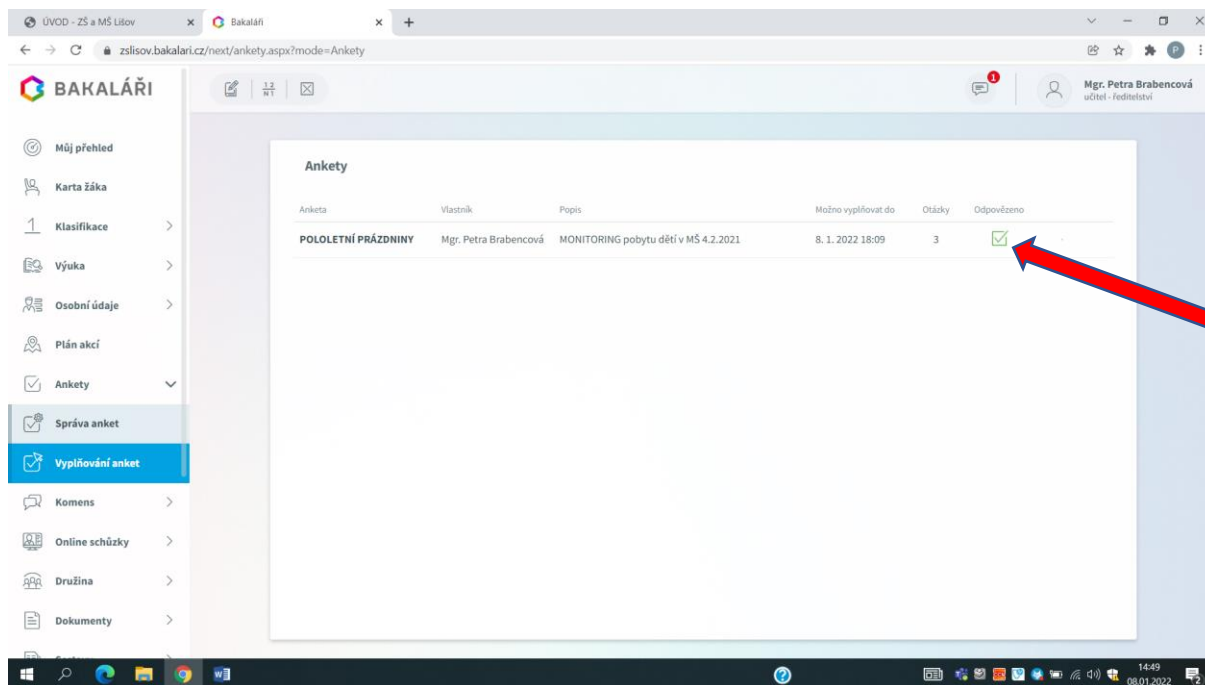 ÚVOD - ZŠ a MŠ Lišov
Bakaláři
zslisov.bakalari.cz/next/ankety.aspx?mode=Ankety
P
BAKALÁŘI
1
Mgr. Petra Brabencová
učitel - ředitelství
Můj přehled
Karta žáka
Klasifikace
Výuka
Osobní údaje
Plán akcí
Ankety
Správa anket
Vyplňování anket
Komens
Online schůzky
Družina
Dokumenty
Ankety
Anketa Vlastník Popis Možno vyplňovat do Otázky Odpovězeno
POLOLETNÍ PRÁZDNINY Mgr. Petra Brabencová MONITORING pobytu dětí v MŠ 4.2.2021 8. 1. 2022 18:09 3
14:49
08.01.2022
2